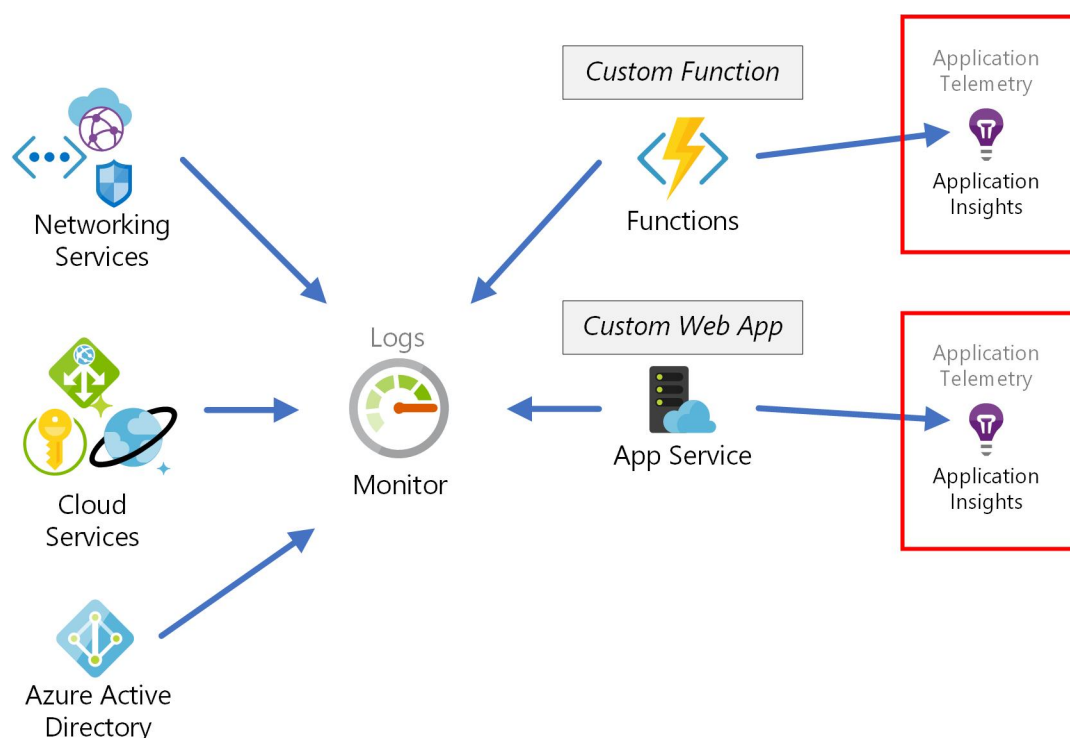 Custom Function
Application
Telemetry
Application
Insights
Networking
Services
Functions
Custom Web App
Logs
Application
Telemetry
Application
Insights
App Service
Monitor
Cloud
Services
Azure Active
Directory